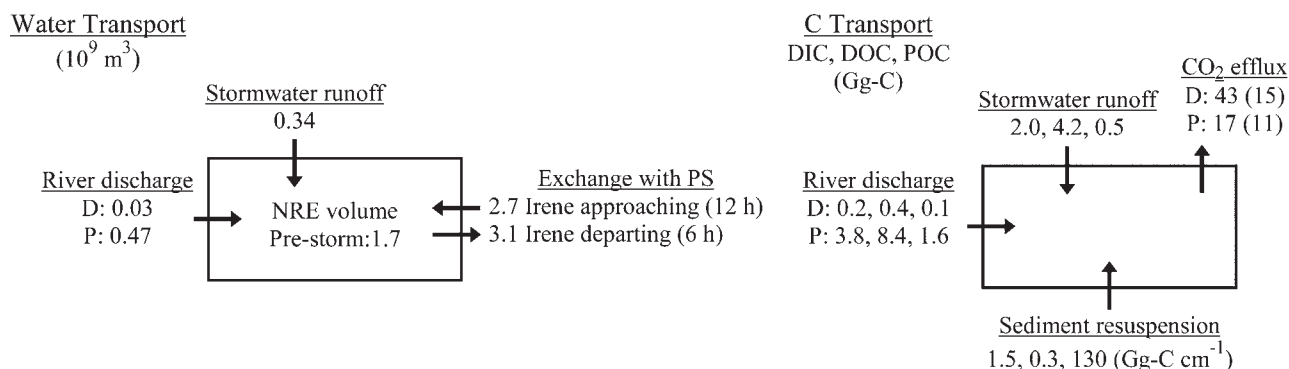 Water Transport
(10^9 m^3)
Stormwater runoff
0.34
River discharge
D: 0.03
P: 0.47
NRE volume
Pre-storm:1.7
Exchange with PS
2.7 Irene approaching (12 h)
3.1 Irene departing (6 h)
C Transport
DIC, DOC, POC
(Gg-C)
CO2 efflux
D: 43 (15)
P: 17 (11)
Stormwater runoff
2.0, 4.2, 0.5
River discharge
D: 0.2, 0.4, 0.1
P: 3.8, 8.4, 1.6
Sediment resuspension
1.5, 0.3, 130 (Gg-C cm^-1)